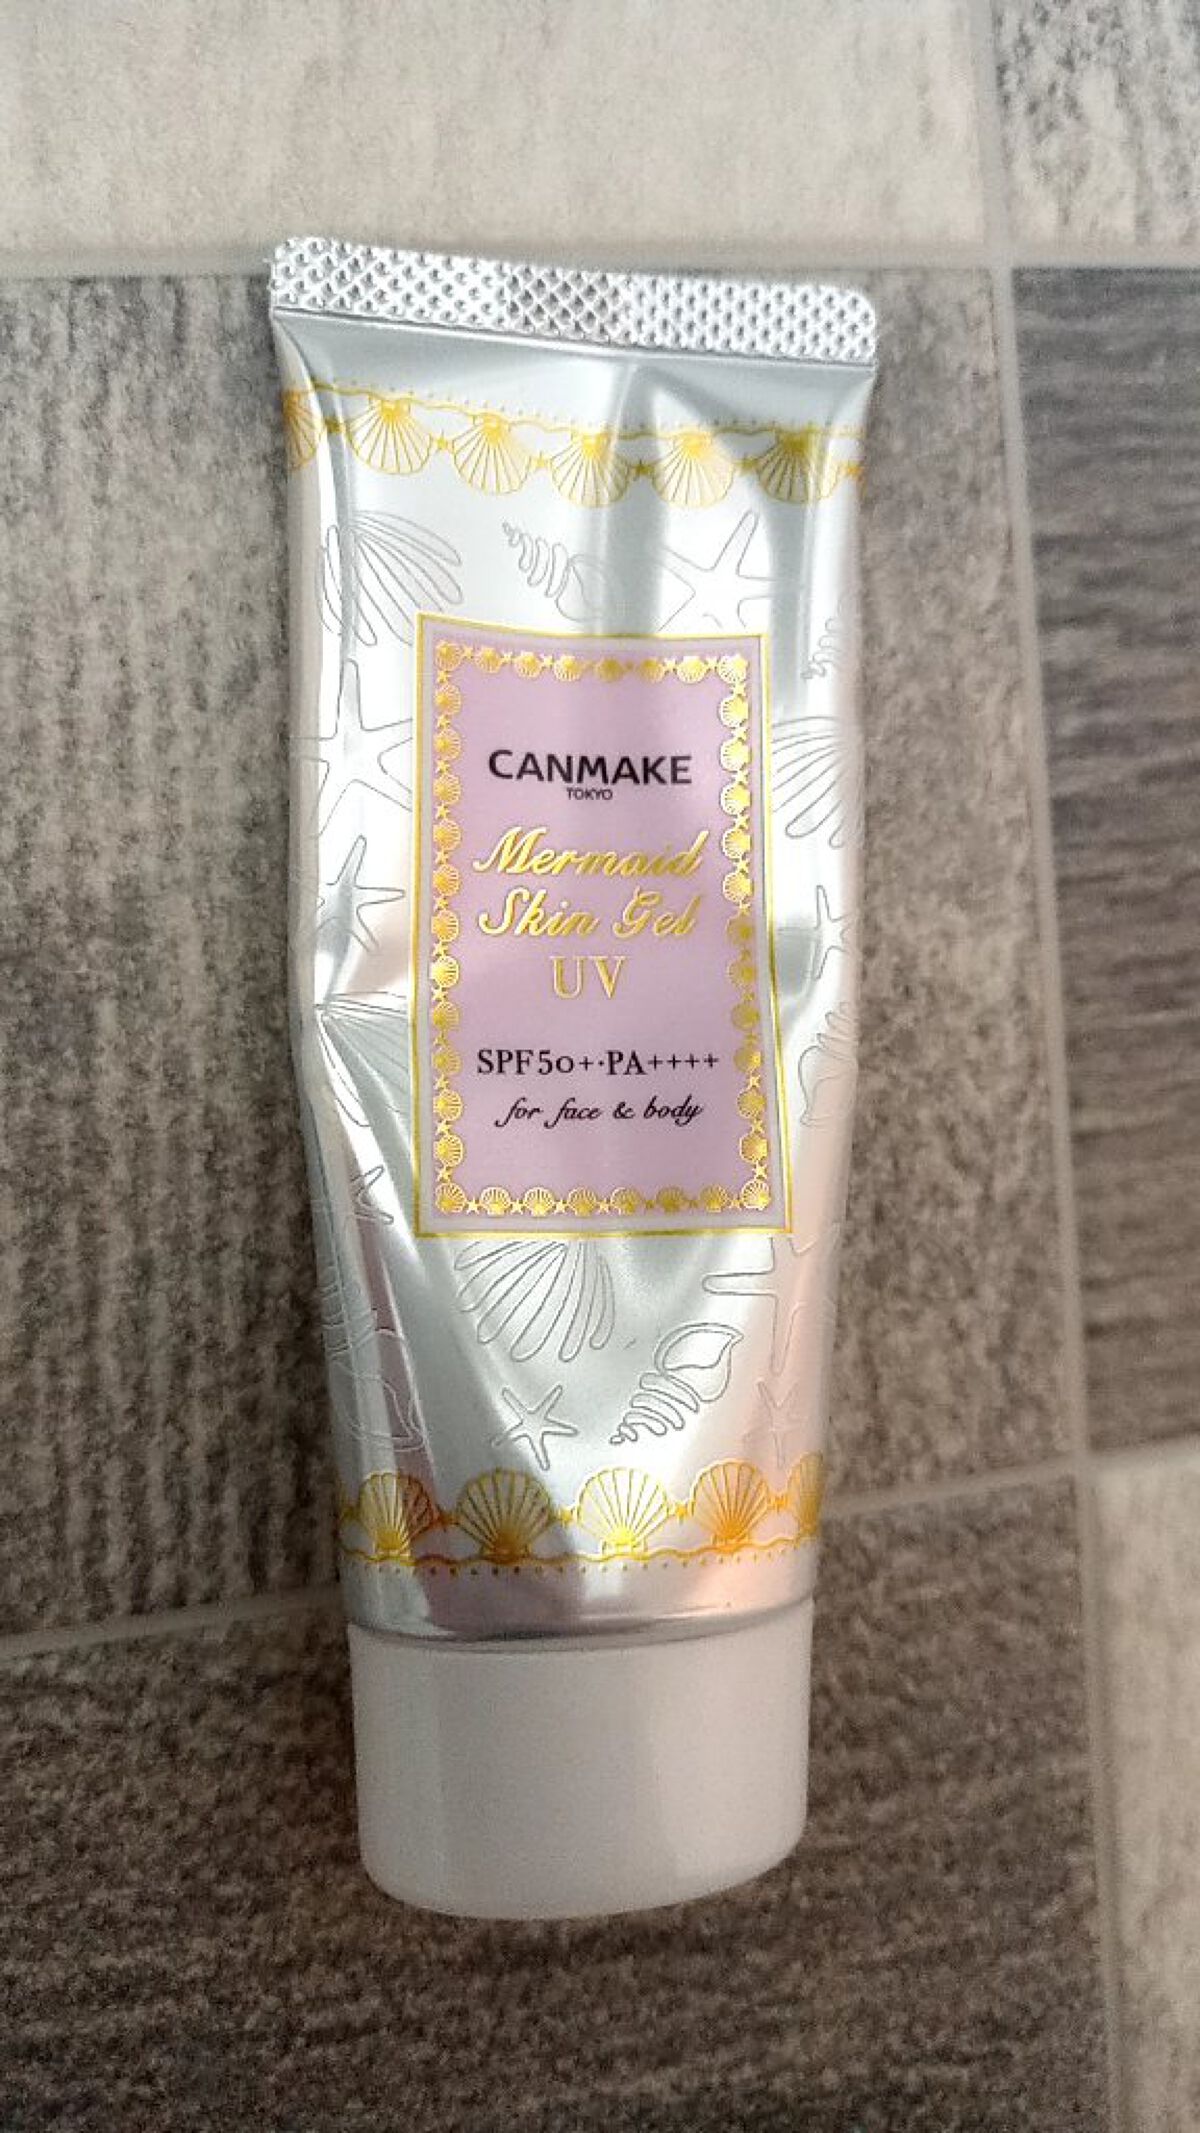 CANMAKE
TOKYO
Mermaid
Skin Gel
UV
SPF50+·PA++++
for face & body